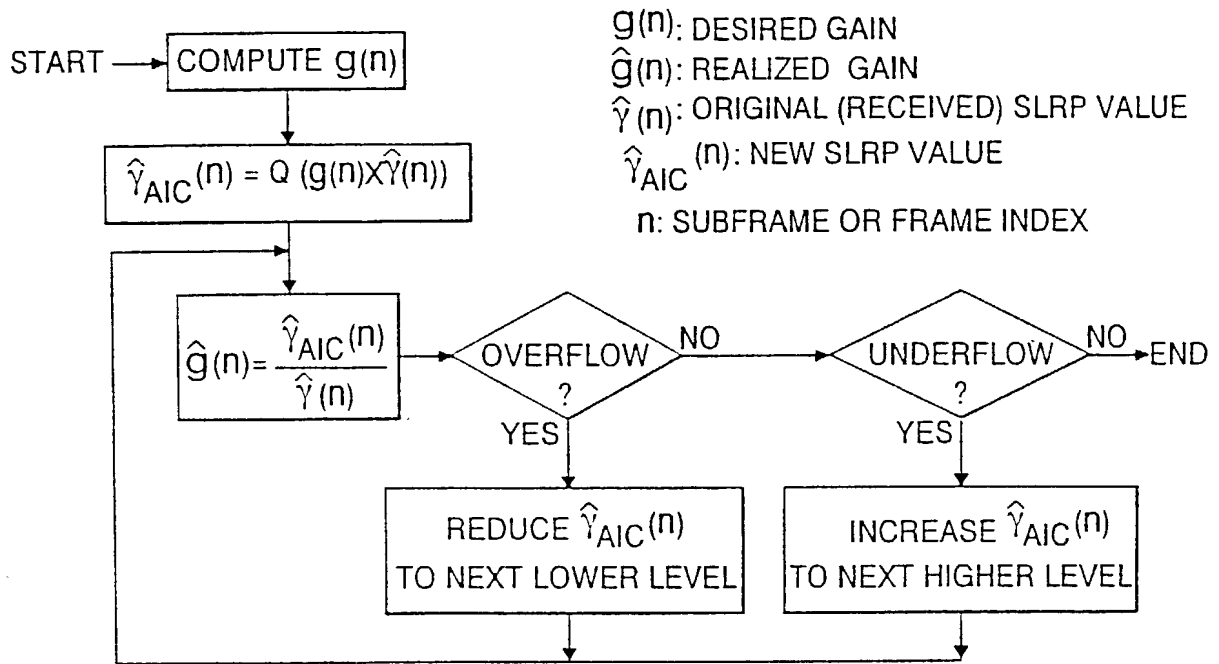 START
COMPUTE g(n)
γ̂AIC(n) = Q (g(n)Xγ̂(n))
g(n): DESIRED GAIN
ĝ(n): REALIZED GAIN
γ̂(n): ORIGINAL (RECEIVED) SLRP VALUE
γ̂AIC(n): NEW SLRP VALUE
n: SUBFRAME OR FRAME INDEX
ĝ(n)= γ̂AIC(n)
γ̂(n)
OVERFLOW
?
NO
YES
UNDERFLOW
?
NO
END
YES
REDUCE γ̂AIC(n)
TO NEXT LOWER LEVEL
INCREASE γ̂AIC(n)
TO NEXT HIGHER LEVEL